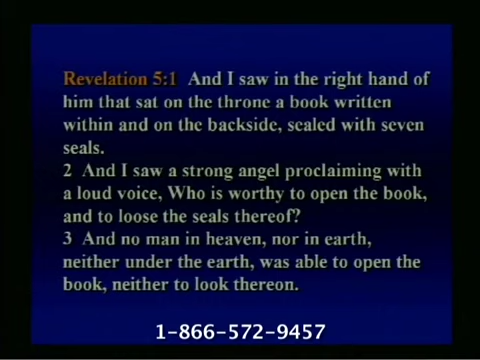 Revelation 5:1 And I saw in the right hand of
him that sat on the throne a book written
within and on the backside, sealed with seven
seals.
2 And I saw a strong angel proclaiming with
a loud voice, Who is worthy to open the book,
and to loose the seals thereof?
3 And no man in heaven, nor in earth,
neither under the earth, was able to open the
book, neither to look thereon.
1-866-572-9457